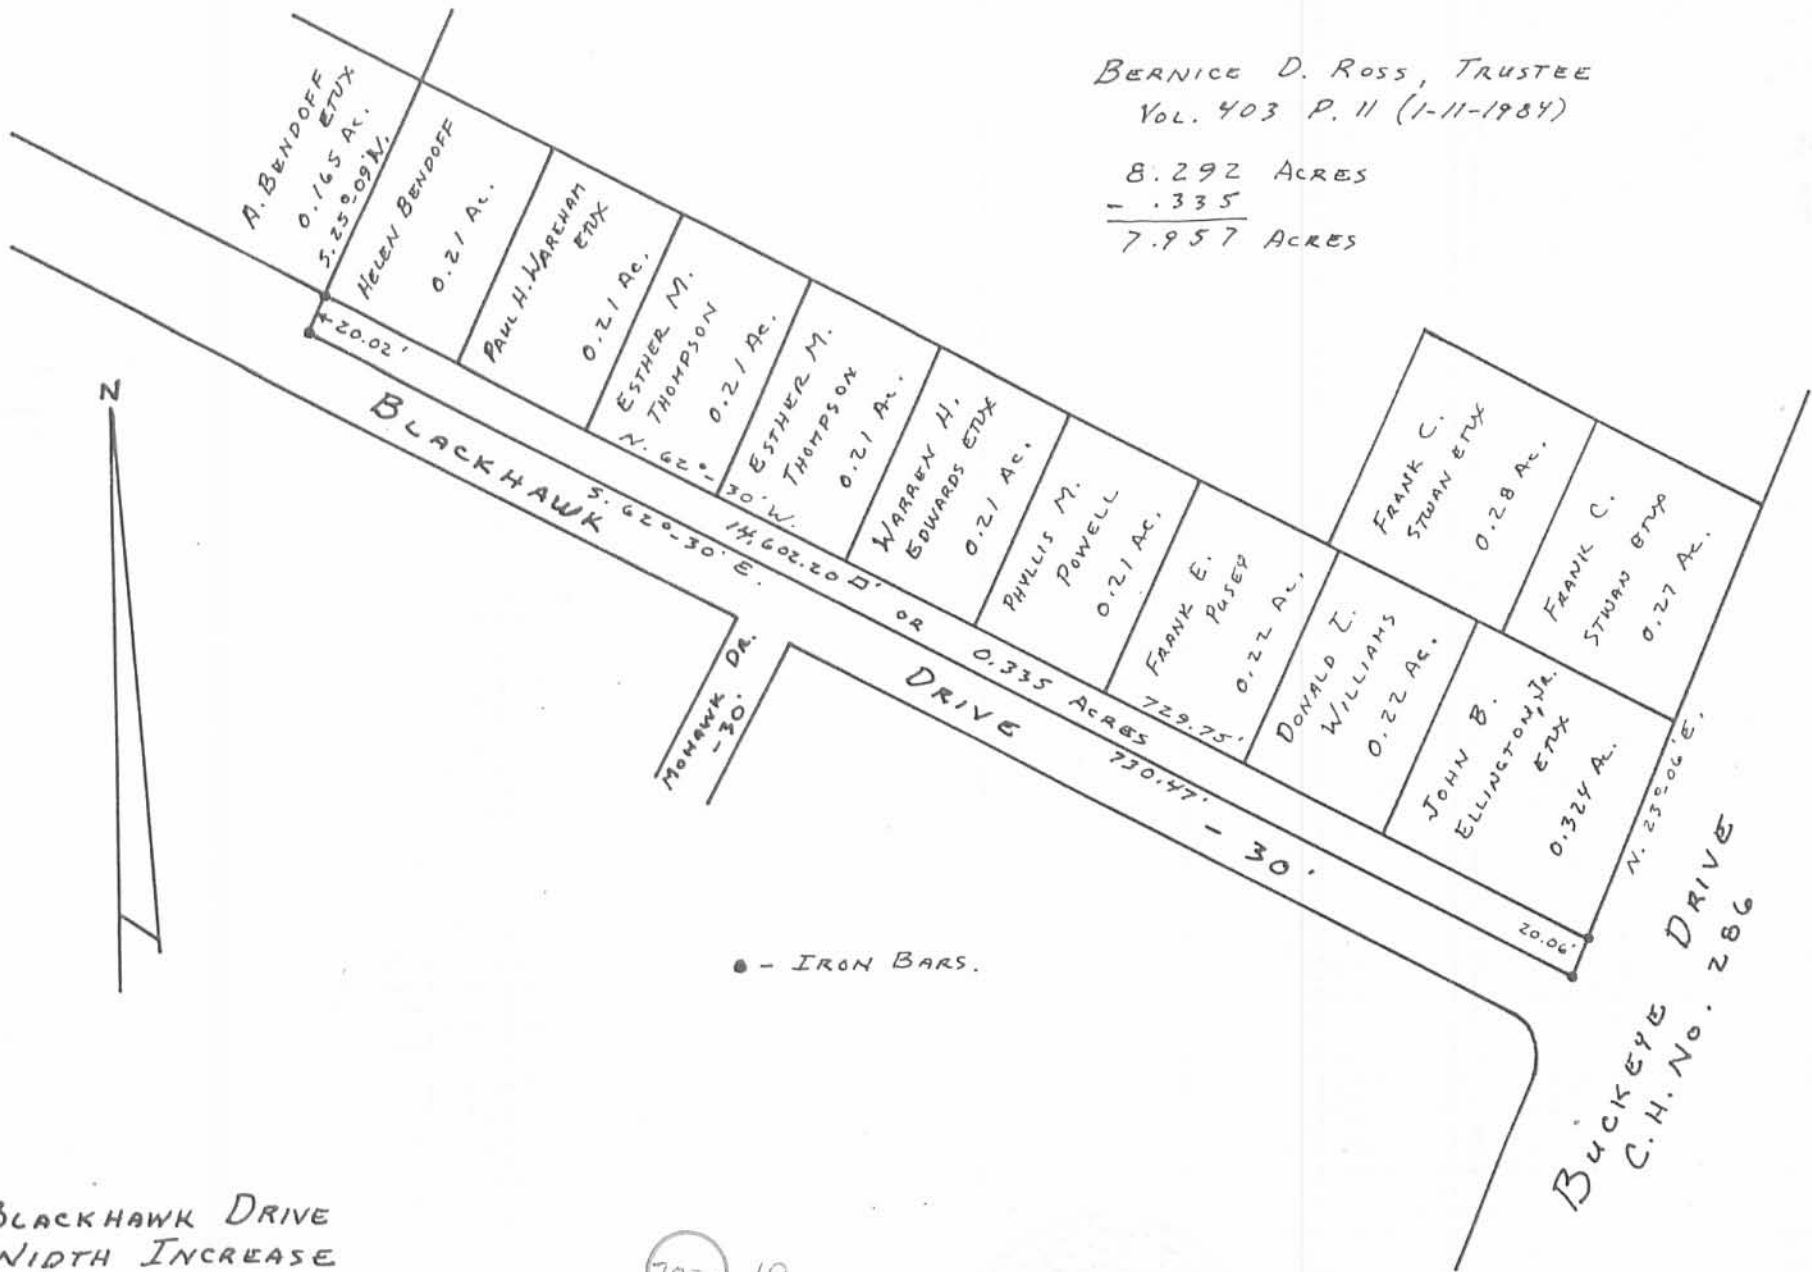 BERNICE D. ROSS, TRUSTEE
VOL. 403 P. 11 (1-11-1984)
8.292 ACRES
- .335
7.957 ACRES
A. BENDOFF
ETUX
0.165 Ac.
S. 25°-09' W.
HELEN BENDOFF
0.21 Ac.
PAUL H. WAREHAM
ETUX
0.21 Ac.
ESTHER M.
THOMPSON
0.21 Ac.
ESTHER M.
THOMPSON
0.21 Ac.
WARREN H.
EDWARDS ETUX
0.21 Ac.
PHYLLIS M.
POWELL
0.21 Ac.
FRANK E.
PUSEY
0.22 Ac.
DONALD I.
WILLIAMS
0.22 Ac.
JOHN B.
ELLINGTON, JR.
ETUX
0.324 Ac.
FRANK C.
STWAN ETUX
0.28 Ac.
FRANK C.
STWAN ETUX
0.27 Ac.
20.02'
N. 62°-30' W.
729.75'
14,602.20 □' OR 0.335 ACRES
S. 62°-30' E.
730.47'
20.06'
N. 23°-06' E.
BLACKHAWK DRIVE - 30'
MOHAWK DR.
- 30'
BUCKEYE DRIVE
C. H. No. 286
N
● - IRON BARS.
BLACKHAWK DRIVE
WIDTH INCREASE